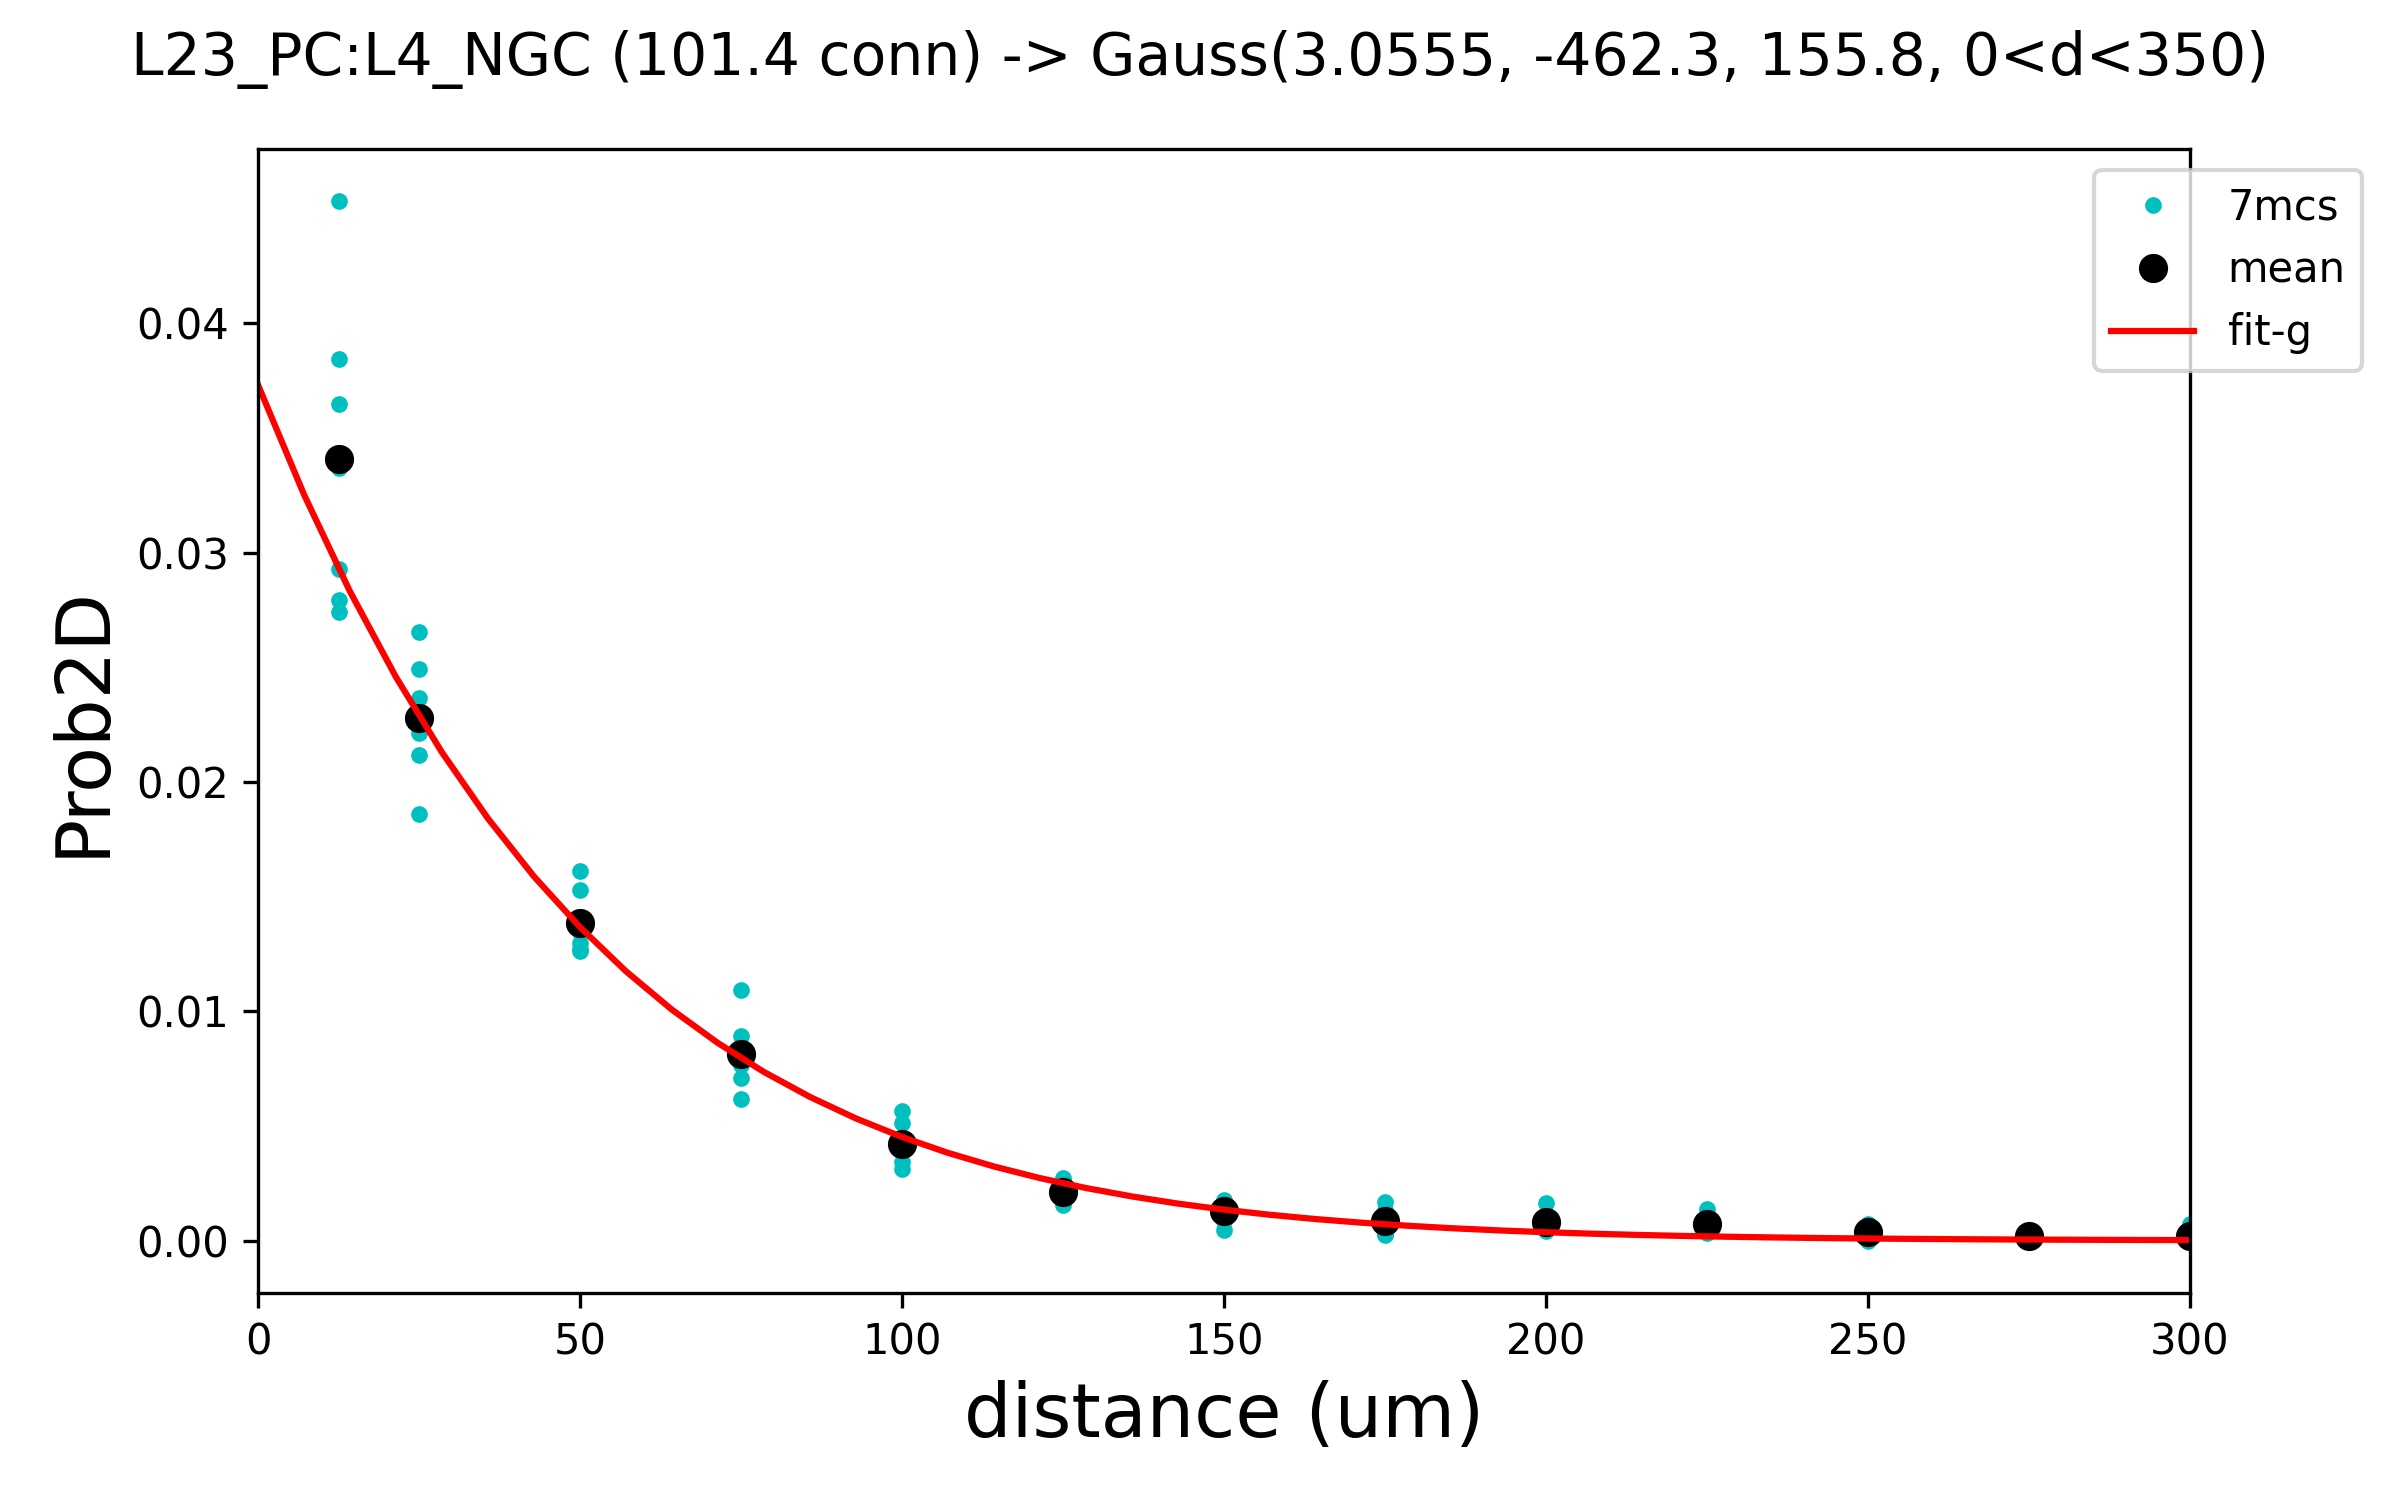 L23_PC:L4_NGC (101.4 conn) -> Gauss(3.0555, -462.3, 155.8, 0<d<350)
7mcs
mean
fit-g
0.04
0.03
0.02
0.01
0.00
Prob2D
0 50 100 150 200 250 300
distance (um)